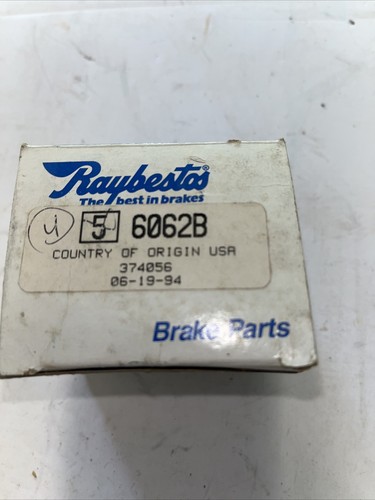 Raybestos
The best in brakes
4 5 6062B
COUNTRY OF ORIGIN USA
374056
06-19-94
Brake Parts